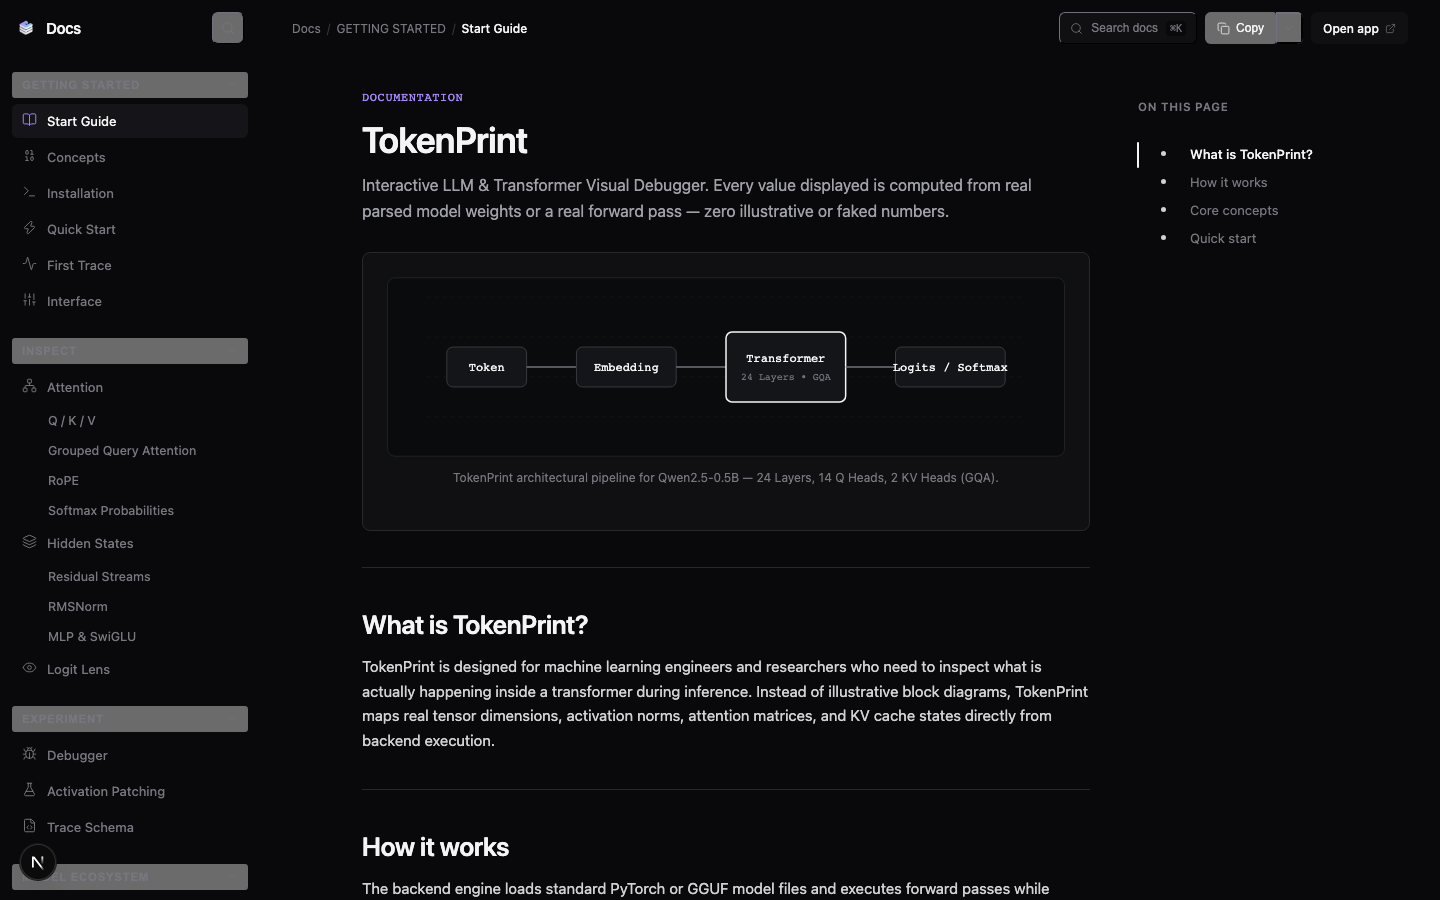 Docs
Docs / GETTING STARTED / Start Guide
Search docs ⌘K
Copy
Open app
GETTING STARTED
Start Guide
Concepts
Installation
Quick Start
First Trace
Interface
INSPECT
Attention
Q / K / V
Grouped Query Attention
RoPE
Softmax Probabilities
Hidden States
Residual Streams
RMSNorm
MLP & SwiGLU
Logit Lens
EXPERIMENT
Debugger
Activation Patching
Trace Schema
ECOSYSTEM
DOCUMENTATION
TokenPrint
Interactive LLM & Transformer Visual Debugger. Every value displayed is computed from real
parsed model weights or a real forward pass — zero illustrative or faked numbers.
Token
Embedding
Transformer
24 Layers • GQA
Logits / Softmax
TokenPrint architectural pipeline for Qwen2.5-0.5B — 24 Layers, 14 Q Heads, 2 KV Heads (GQA).
What is TokenPrint?
TokenPrint is designed for machine learning engineers and researchers who need to inspect what is
actually happening inside a transformer during inference. Instead of illustrative block diagrams, TokenPrint
maps real tensor dimensions, activation norms, attention matrices, and KV cache states directly from
backend execution.
How it works
The backend engine loads standard PyTorch or GGUF model files and executes forward passes while
ON THIS PAGE
What is TokenPrint?
How it works
Core concepts
Quick start
N